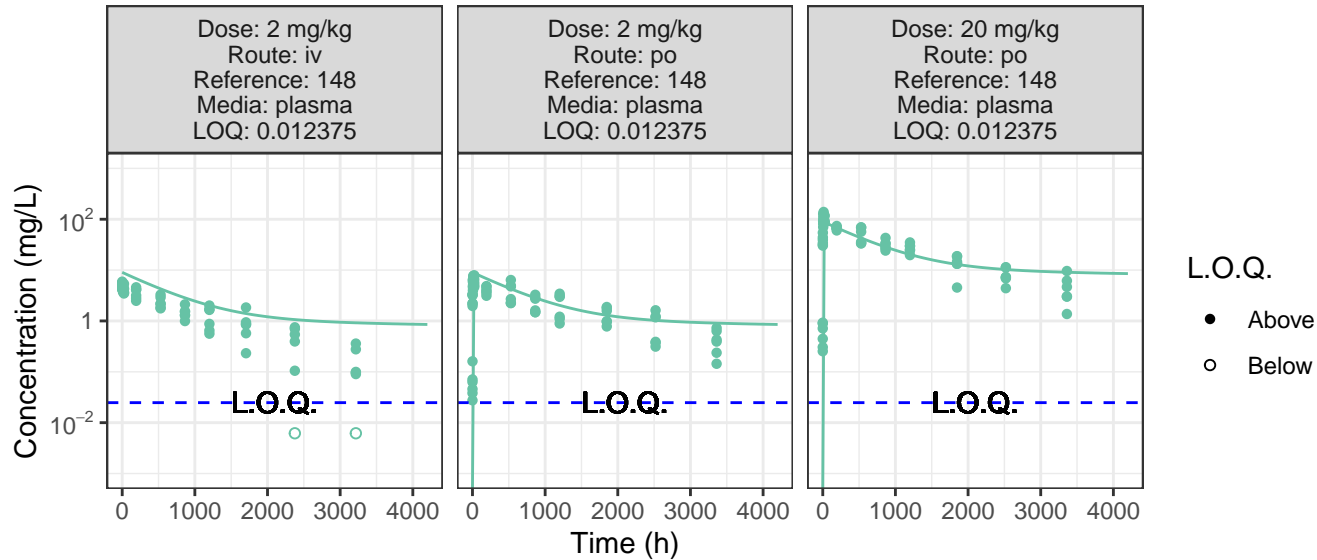 Dose: 2 mg/kg
Route: iv
Reference: 148
Media: plasma
LOQ: 0.012375
Dose: 2 mg/kg
Route: po
Reference: 148
Media: plasma
LOQ: 0.012375
Dose: 20 mg/kg
Route: po
Reference: 148
Media: plasma
LOQ: 0.012375
Concentration (mg/L)
10²
1
10⁻²
L.O.Q.
L.O.Q.
L.O.Q.
0 1000 2000 3000 4000
0 1000 2000 3000 4000
0 1000 2000 3000 4000
Time (h)
L.O.Q.
Above
Below